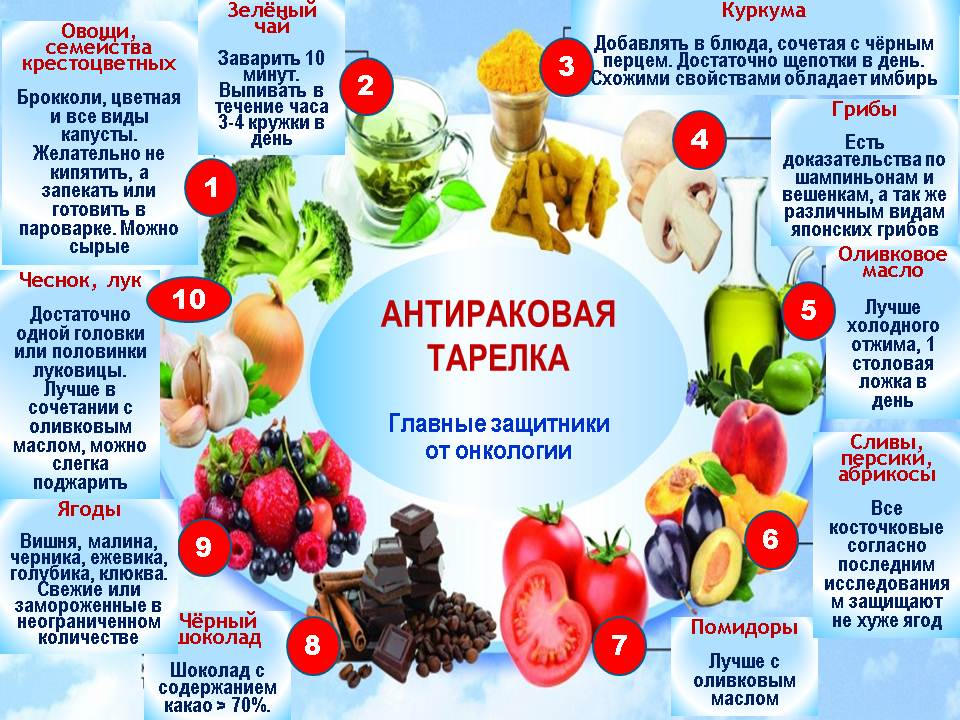 АНТИРАКОВАЯ
ТАРЕЛКА
Главные защитники
от онкологии
1
Овощи,
семейства
крестоцветных
Брокколи, цветная
и все виды
капусты.
Желательно не
кипятить, а
запекать или
готовить в
пароварке. Можно
сырые
2
Зелёный
чай
Заварить 10
минут.
Выпивать в
течение часа
3-4 кружки в
день
3
Куркума
Добавлять в блюда, сочетая с чёрным
перцем. Достаточно щепотки в день.
Схожими свойствами обладает имбирь
4
Грибы
Есть
доказательства по
шампиньонам и
вешенкам, а так же
различным видам
японских грибов
5
Оливковое
масло
Лучше
холодного
отжима, 1
столовая
ложка в
день
6
Сливы,
персики,
абрикосы
Все
косточковые
согласно
последним
исследования
м защищают
не хуже ягод
7
Помидоры
Лучше с
оливковым
маслом
8
Чёрный
шоколад
Шоколад с
содержанием
какао > 70%.
9
Ягоды
Вишня, малина,
черника, ежевика,
голубика, клюква.
Свежие или
замороженные в
неограниченном
количестве
10
Чеснок, лук
Достаточно
одной головки
или половинки
луковицы.
Лучше в
сочетании с
оливковым
маслом, можно
слегка
поджарить